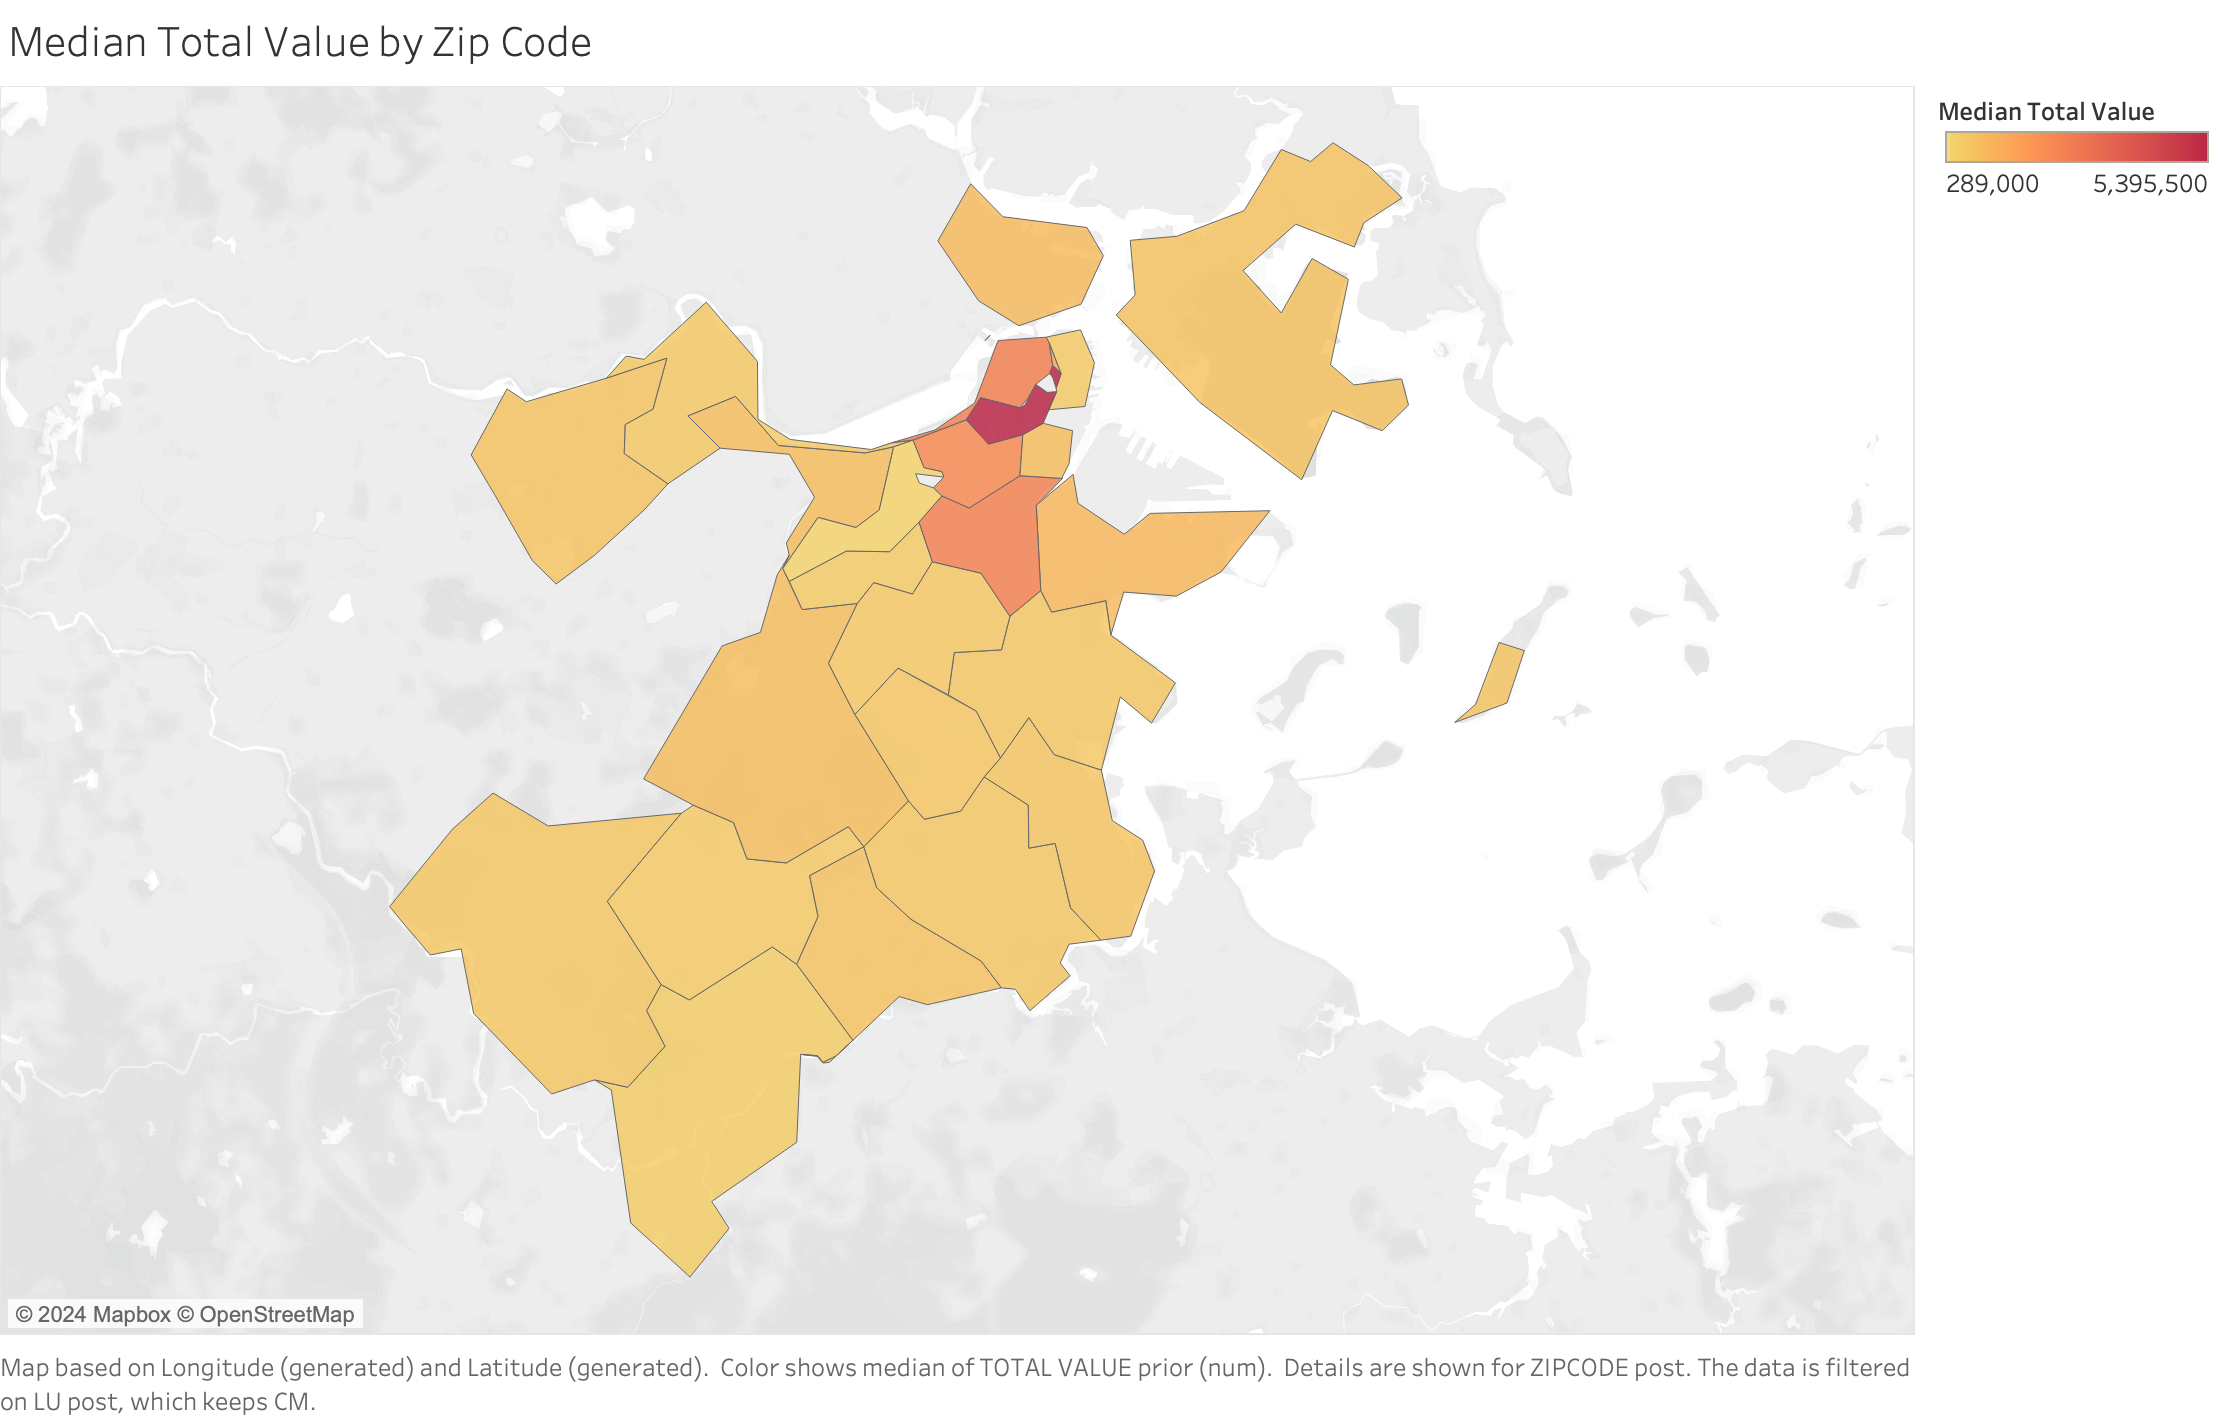 Median Total Value by Zip Code
Median Total Value
289,000 5,395,500
© 2024 Mapbox © OpenStreetMap
Map based on Longitude (generated) and Latitude (generated).  Color shows median of TOTAL VALUE prior (num).  Details are shown for ZIPCODE post. The data is filtered
on LU post, which keeps CM.